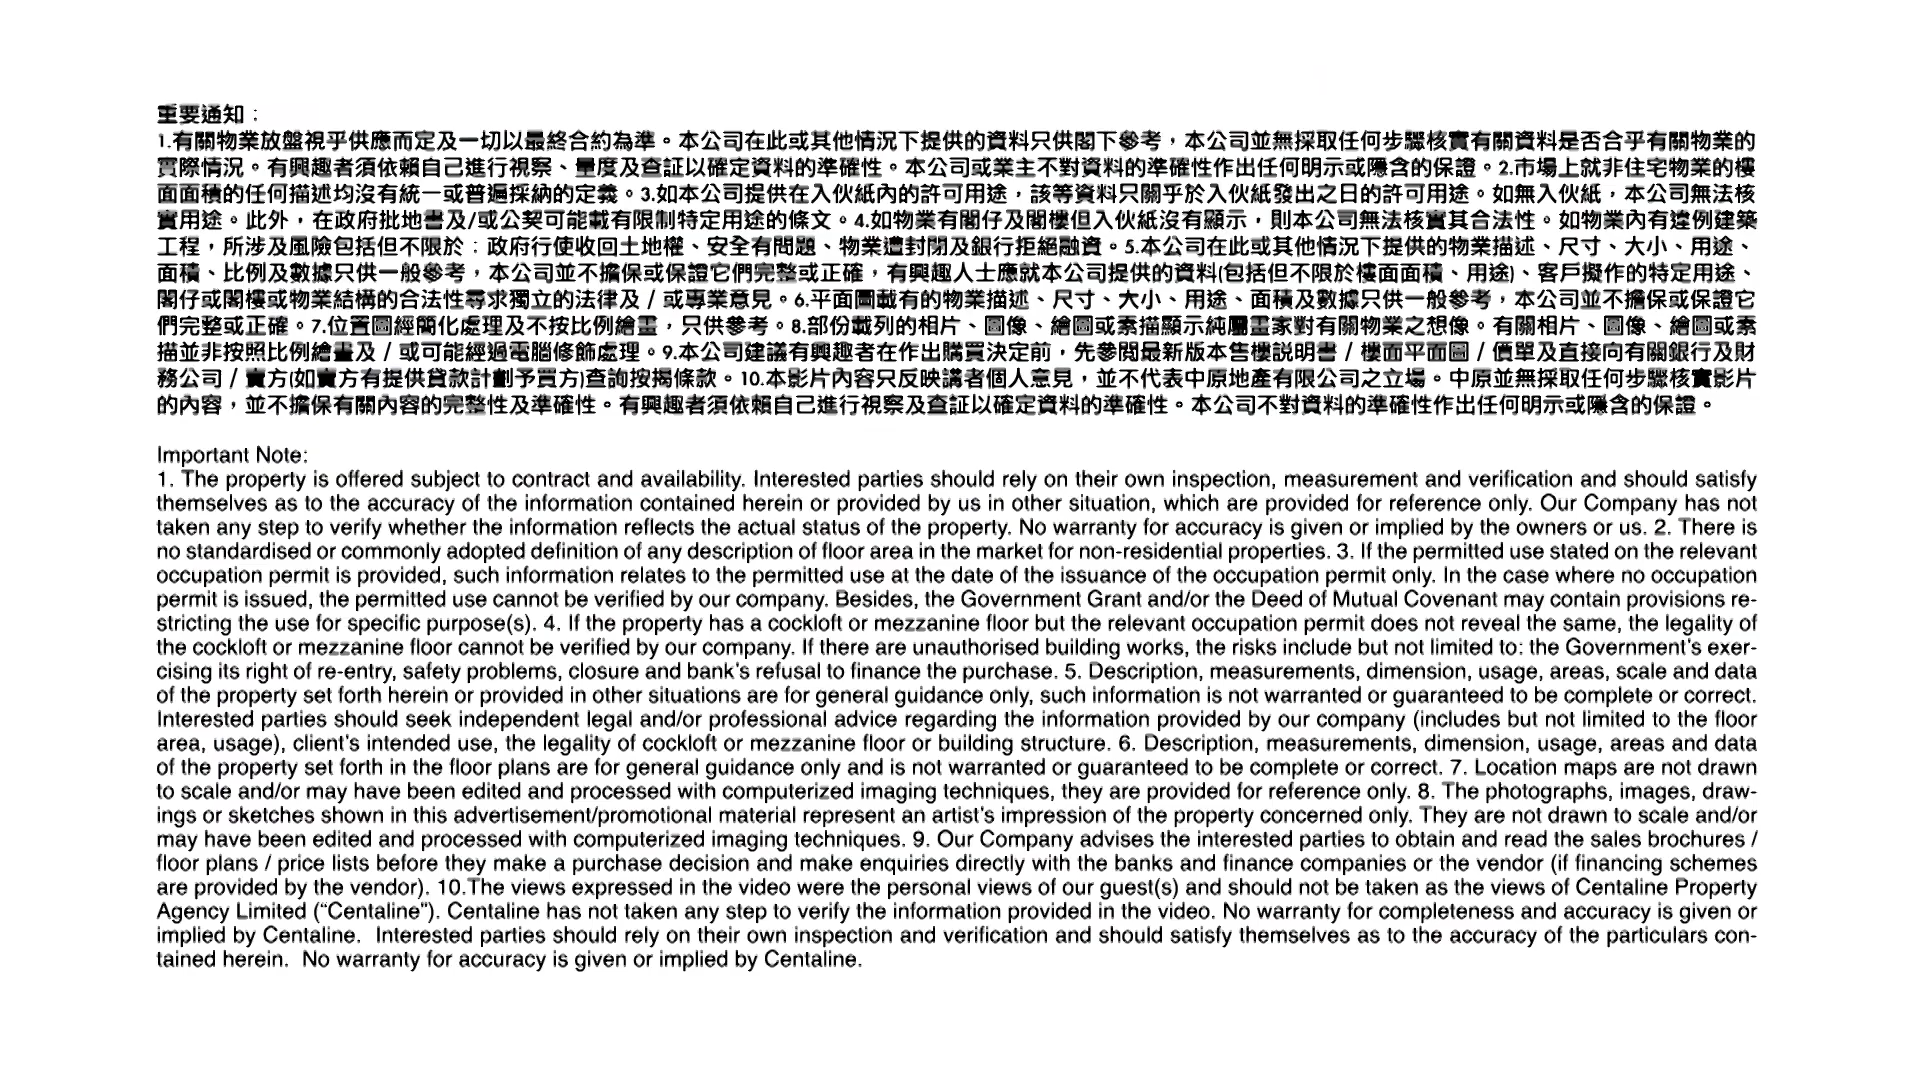 重要通知：
1.有關物業放盤視乎供應而定及一切以最終合約為準。本公司在此或其他情況下提供的資料只供閣下參考，本公司並無採取任何步驟核實有關資料是否合乎有關物業的
實際情況。有興趣者須依賴自己進行視察、量度及查証以確定資料的準確性。本公司或業主不對資料的準確性作出任何明示或隱含的保證。2.市場上就非住宅物業的樓
面面積的任何描述均沒有統一或普遍採納的定義。3.如本公司提供在入伙紙內的許可用途，該等資料只關乎於入伙紙發出之日的許可用途。如無入伙紙，本公司無法核
實用途。此外，在政府批地書及/或公契可能載有限制特定用途的條文。4.如物業有閣仔及閣樓但入伙紙沒有顯示，則本公司無法核實其合法性。如物業內有違例建築
工程，所涉及風險包括但不限於：政府行使收回土地權、安全有問題、物業遭封閉及銀行拒絕融資。5.本公司在此或其他情況下提供的物業描述、尺寸、大小、用途、
面積、比例及數據只供一般參考，本公司並不擔保或保證它們完整或正確，有興趣人士應就本公司提供的資料(包括但不限於樓面面積、用途)、客戶擬作的特定用途、
閣仔或閣樓或物業結構的合法性尋求獨立的法律及 / 或專業意見。6.平面圖載有的物業描述、尺寸、大小、用途、面積及數據只供一般參考，本公司並不擔保或保證它
們完整或正確。7.位置圖經簡化處理及不按比例繪畫，只供參考。8.部份載列的相片、圖像、繪圖或素描顯示純屬畫家對有關物業之想像。有關相片、圖像、繪圖或素
描並非按照比例繪畫及 / 或可能經過電腦修飾處理。9.本公司建議有興趣者在作出購買決定前，先參閱最新版本售樓説明書 / 樓面平面圖 / 價單及直接向有關銀行及財
務公司 / 賣方(如賣方有提供貸款計劃予買方)查詢按揭條款。10.本影片內容只反映講者個人意見，並不代表中原地產有限公司之立場。中原並無採取任何步驟核實影片
的內容，並不擔保有關內容的完整性及準確性。有興趣者須依賴自己進行視察及查証以確定資料的準確性。本公司不對資料的準確性作出任何明示或隱含的保證。
Important Note:
1. The property is offered subject to contract and availability. Interested parties should rely on their own inspection, measurement and verification and should satisfy
themselves as to the accuracy of the information contained herein or provided by us in other situation, which are provided for reference only. Our Company has not
taken any step to verify whether the information reflects the actual status of the property. No warranty for accuracy is given or implied by the owners or us. 2. There is
no standardised or commonly adopted definition of any description of floor area in the market for non-residential properties. 3. If the permitted use stated on the relevant
occupation permit is provided, such information relates to the permitted use at the date of the issuance of the occupation permit only. In the case where no occupation
permit is issued, the permitted use cannot be verified by our company. Besides, the Government Grant and/or the Deed of Mutual Covenant may contain provisions re-
stricting the use for specific purpose(s). 4. If the property has a cockloft or mezzanine floor but the relevant occupation permit does not reveal the same, the legality of
the cockloft or mezzanine floor cannot be verified by our company. If there are unauthorised building works, the risks include but not limited to: the Government's exer-
cising its right of re-entry, safety problems, closure and bank's refusal to finance the purchase. 5. Description, measurements, dimension, usage, areas, scale and data
of the property set forth herein or provided in other situations are for general guidance only, such information is not warranted or guaranteed to be complete or correct.
Interested parties should seek independent legal and/or professional advice regarding the information provided by our company (includes but not limited to the floor
area, usage), client's intended use, the legality of cockloft or mezzanine floor or building structure. 6. Description, measurements, dimension, usage, areas and data
of the property set forth in the floor plans are for general guidance only and is not warranted or guaranteed to be complete or correct. 7. Location maps are not drawn
to scale and/or may have been edited and processed with computerized imaging techniques, they are provided for reference only. 8. The photographs, images, draw-
ings or sketches shown in this advertisement/promotional material represent an artist's impression of the property concerned only. They are not drawn to scale and/or
may have been edited and processed with computerized imaging techniques. 9. Our Company advises the interested parties to obtain and read the sales brochures /
floor plans / price lists before they make a purchase decision and make enquiries directly with the banks and finance companies or the vendor (if financing schemes
are provided by the vendor). 10.The views expressed in the video were the personal views of our guest(s) and should not be taken as the views of Centaline Property
Agency Limited (“Centaline”). Centaline has not taken any step to verify the information provided in the video. No warranty for completeness and accuracy is given or
implied by Centaline.  Interested parties should rely on their own inspection and verification and should satisfy themselves as to the accuracy of the particulars con-
tained herein.  No warranty for accuracy is given or implied by Centaline.